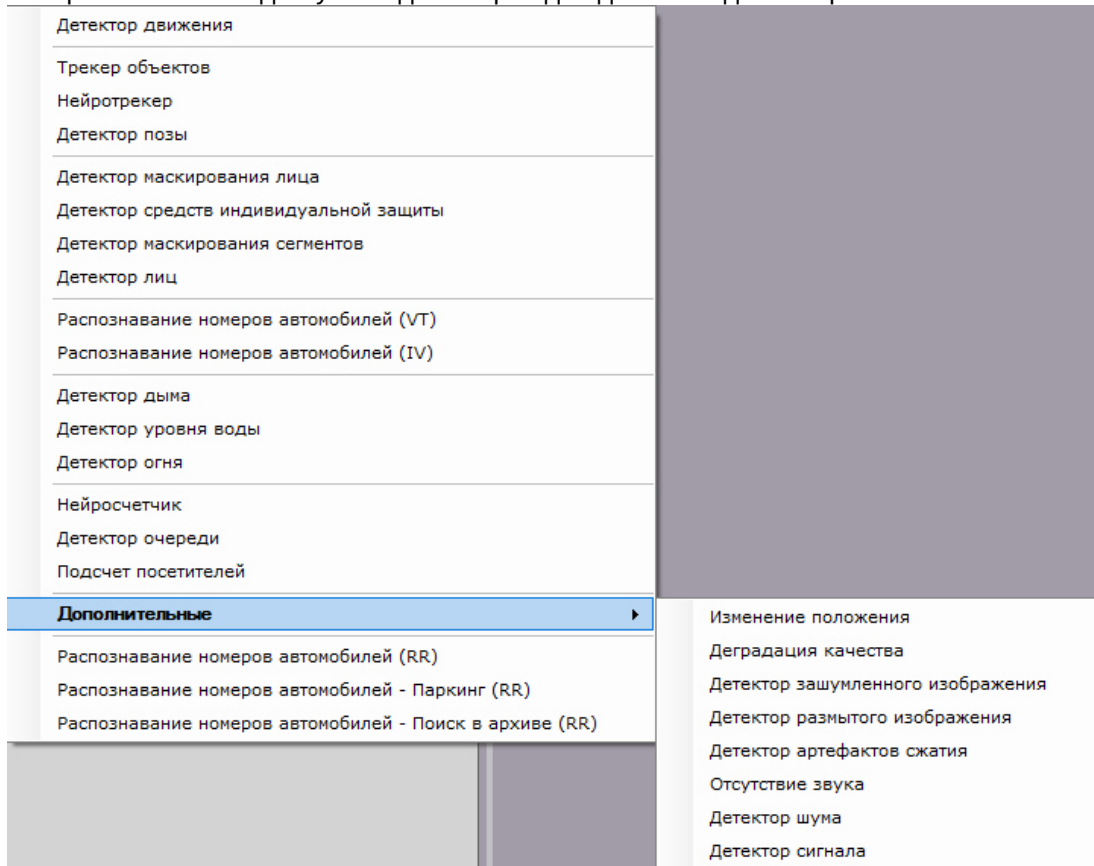 Детектор движения
Трекер объектов
Нейротрекер
Детектор позы
Детектор маскирования лица
Детектор средств индивидуальной защиты
Детектор маскирования сегментов
Детектор лиц
Распознавание номеров автомобилей (VT)
Распознавание номеров автомобилей (IV)
Детектор дыма
Детектор уровня воды
Детектор огня
Нейросчетчик
Детектор очереди
Подсчет посетителей
Дополнительные
Распознавание номеров автомобилей (RR)
Распознавание номеров автомобилей - Паркинг (RR)
Распознавание номеров автомобилей - Поиск в архиве (RR)
Изменение положения
Деградация качества
Детектор зашумленного изображения
Детектор размытого изображения
Детектор артефактов сжатия
Отсутствие звука
Детектор шума
Детектор сигнала